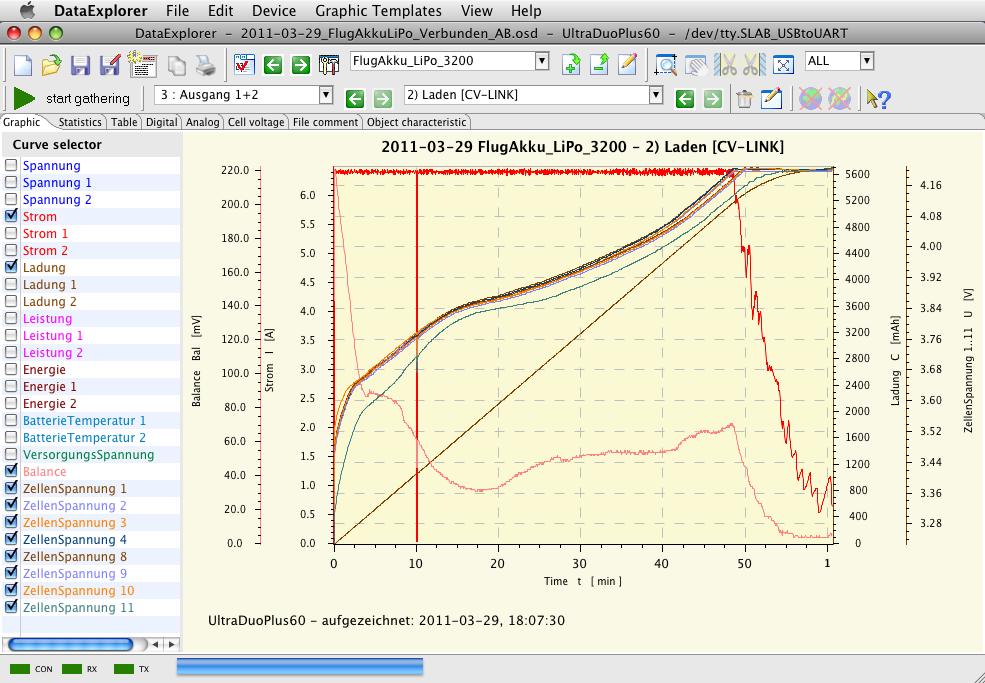 DataExplorer File Edit Device Graphic Templates View Help
DataExplorer - 2011-03-29_FlugAkkuLiPo_Verbunden_AB.osd - UltraDuoPlus60 - /dev/tty.SLAB_USBtoUART
FlugAkku_LiPo_3200 ALL
start gathering 3 : Ausgang 1+2 2) Laden [CV-LINK]
Graphic Statistics Table Digital Analog Cell voltage File comment Object characteristic
Curve selector
Spannung
Spannung 1
Spannung 2
Strom
Strom 1
Strom 2
Ladung
Ladung 1
Ladung 2
Leistung
Leistung 1
Leistung 2
Energie
Energie 1
Energie 2
BatterieTemperatur 1
BatterieTemperatur 2
VersorgungsSpannung
Balance
ZellenSpannung 1
ZellenSpannung 2
ZellenSpannung 3
ZellenSpannung 4
ZellenSpannung 8
ZellenSpannung 9
ZellenSpannung 10
ZellenSpannung 11
2011-03-29 FlugAkku_LiPo_3200 - 2) Laden [CV-LINK]
Balance Bal [mV]
220.0
200.0
180.0
160.0
140.0
120.0
100.0
80.0
60.0
40.0
20.0
0.0
Strom I [A]
6.0
5.5
5.0
4.5
4.0
3.5
3.0
2.5
2.0
1.5
1.0
0.5
0.0
5600
5200
4800
4400
4000
3600
3200
2800
2400
2000
1600
1200
800
400
0
Ladung C [mAh]
4.16
4.08
4.00
3.92
3.84
3.76
3.68
3.60
3.52
3.44
3.36
3.28
ZellenSpannung 1..11 U [V]
0 10 20 30 40 50 1
Time t [ min ]
UltraDuoPlus60 - aufgezeichnet: 2011-03-29, 18:07:30
CON RX TX